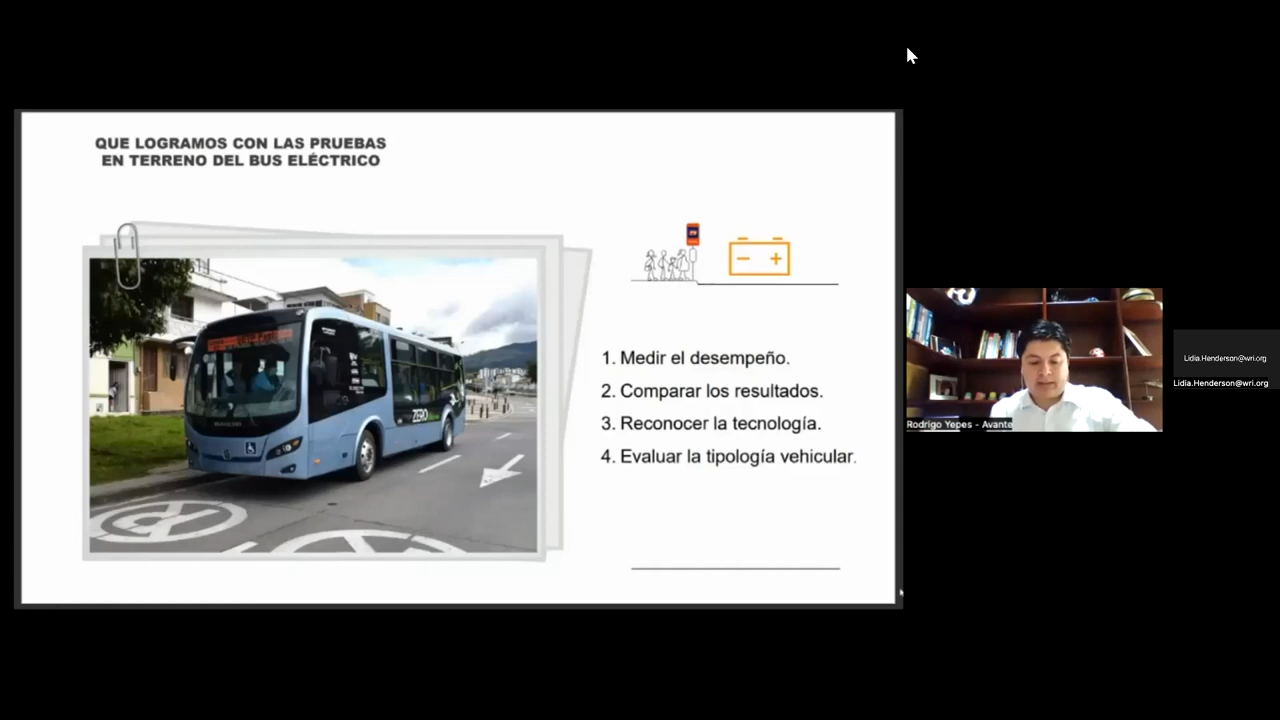 QUE LOGRAMOS CON LAS PRUEBAS
EN TERRENO DEL BUS ELÉCTRICO
1. Medir el desempeño.
2. Comparar los resultados.
3. Reconocer la tecnología.
4. Evaluar la tipología vehicular.
ZERO
Rodrigo Yepes - Avante
Lidia.Henderson@wri.org
Lidia.Henderson@wri.org